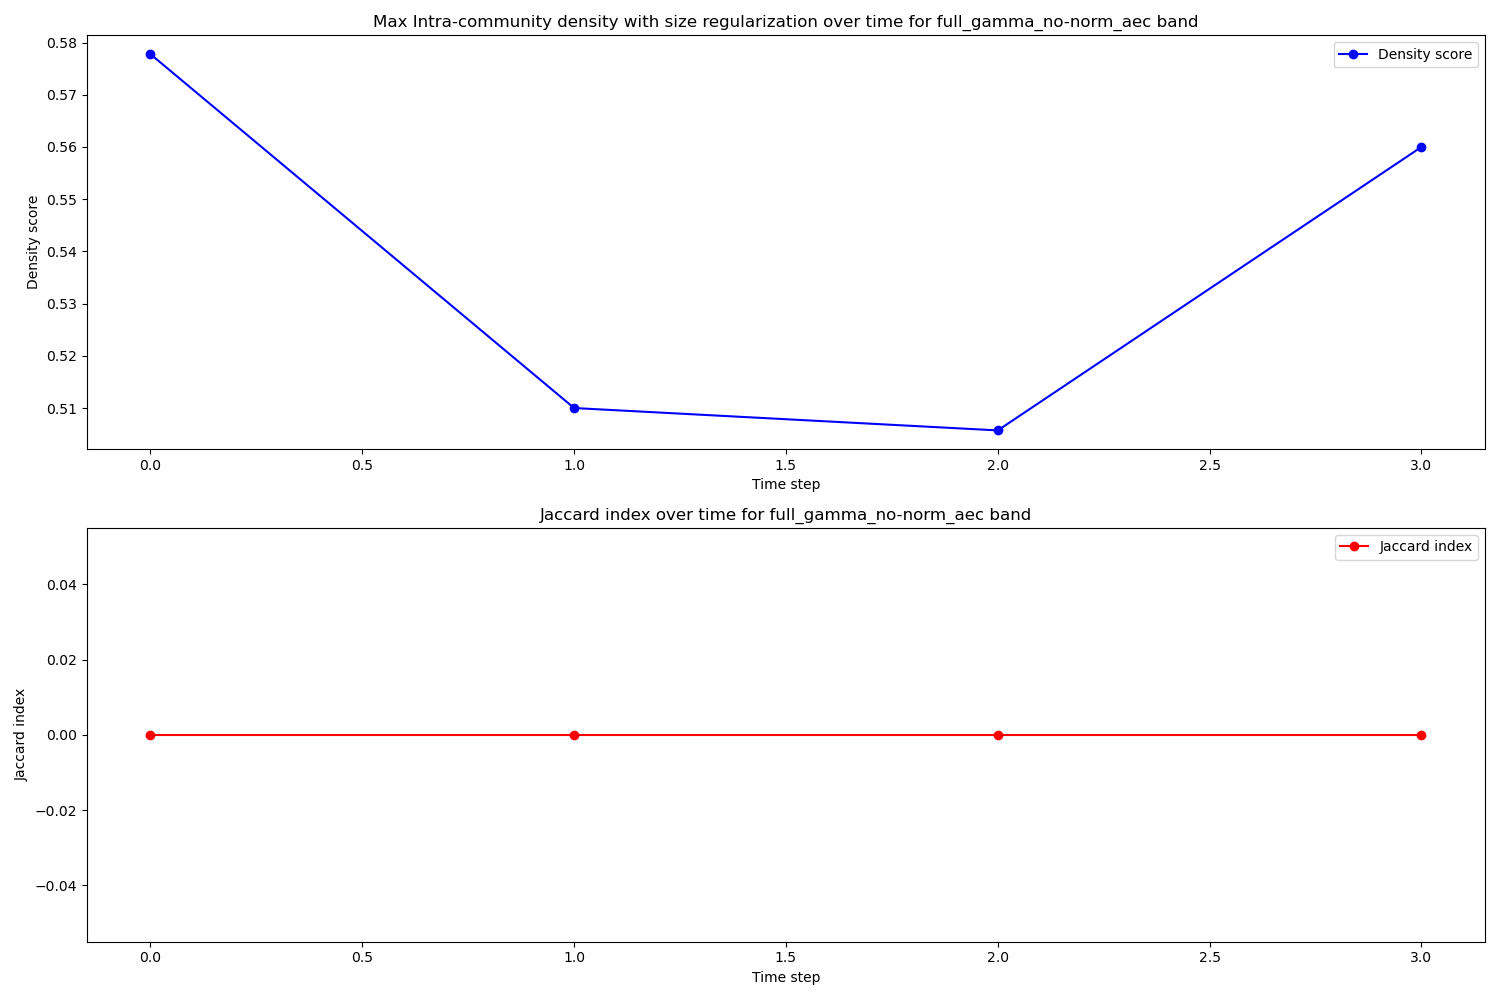 Max Intra-community density with size regularization over time for full_gamma_no-norm_aec band
Density score
0.58
0.57
0.56
0.55
0.54
0.53
0.52
0.51
Density score
0.0 0.5 1.0 1.5 2.0 2.5 3.0
Time step
Jaccard index over time for full_gamma_no-norm_aec band
Jaccard index
0.04
0.02
0.00
−0.02
−0.04
Jaccard index
0.0 0.5 1.0 1.5 2.0 2.5 3.0
Time step